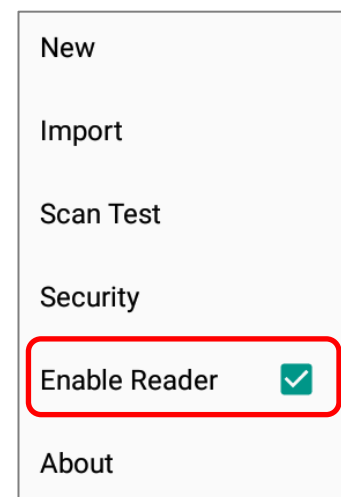 New
Import
Scan Test
Security
Enable Reader
About